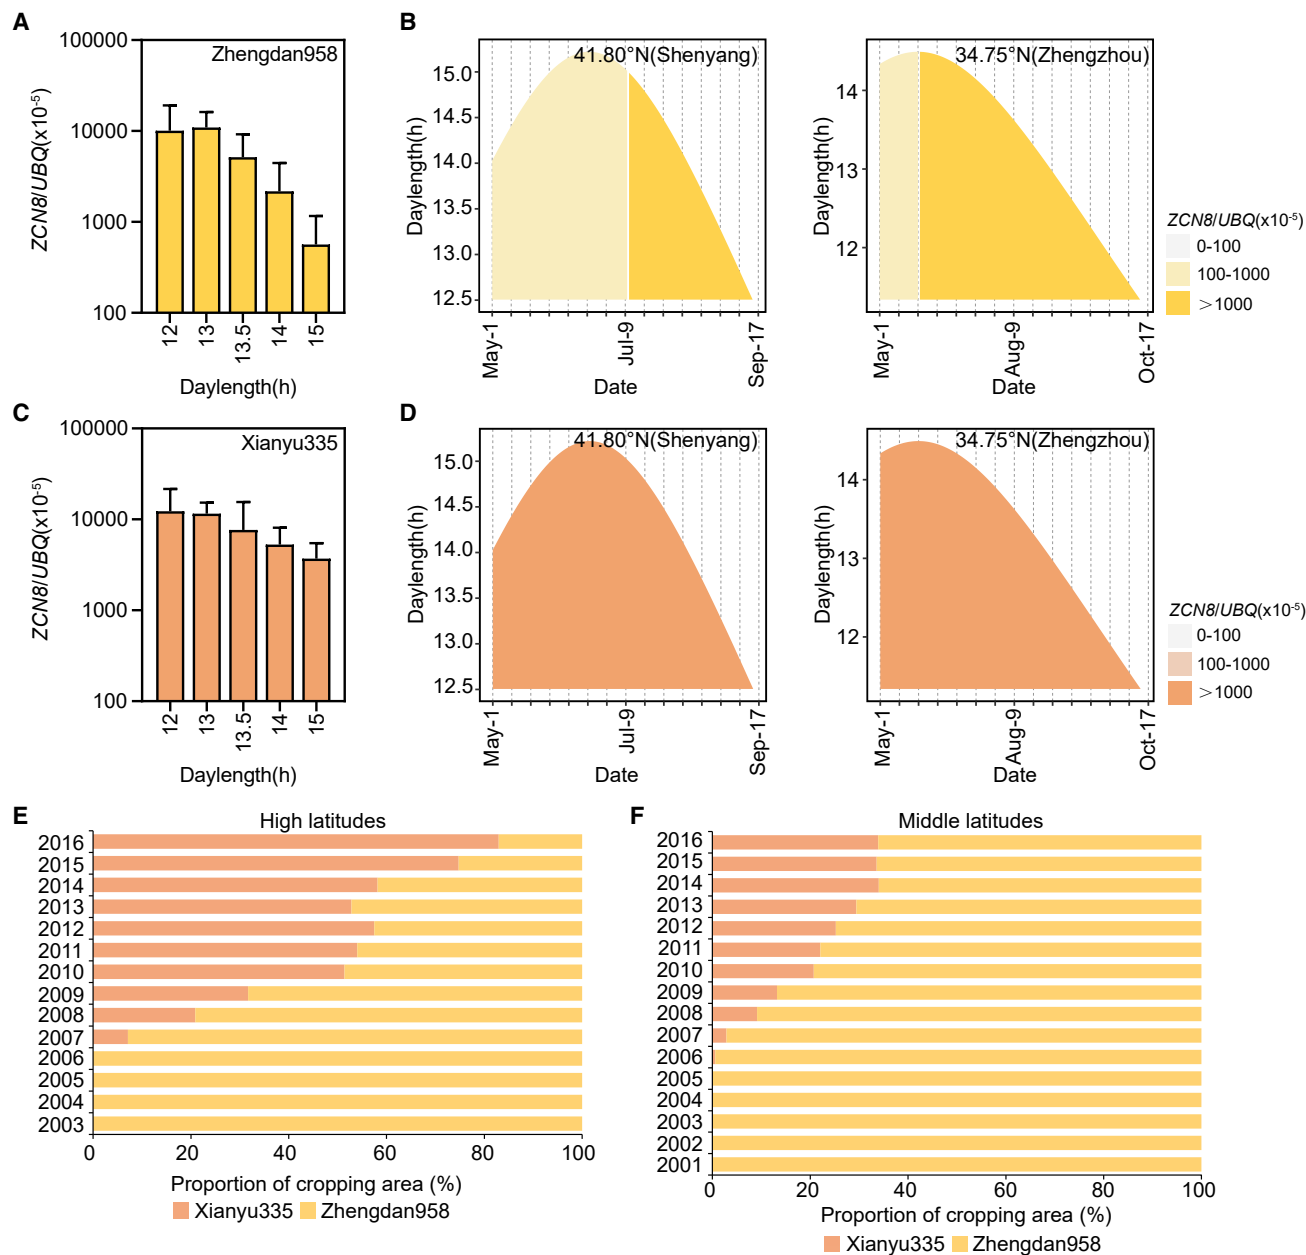 A
Zhengdan958
ZCN8/UBQ(x10-5)
100000
10000
1000
100
12
13
13.5
14
15
Daylength(h)
B
41.80°N(Shenyang)
Daylength(h)
15.0
14.5
14.0
13.5
13.0
12.5
May-1
Jul-9
Sep-17
Date
34.75°N(Zhengzhou)
Daylength(h)
14
13
12
May-1
Aug-9
Oct-17
Date
ZCN8/UBQ(x10-5)
0-100
100-1000
>1000
C
Xianyu335
ZCN8/UBQ(x10-5)
100000
10000
1000
100
12
13
13.5
14
15
Daylength(h)
D
41.80°N(Shenyang)
Daylength(h)
15.0
14.5
14.0
13.5
13.0
12.5
May-1
Jul-9
Sep-17
Date
34.75°N(Zhengzhou)
Daylength(h)
14
13
12
May-1
Aug-9
Oct-17
Date
ZCN8/UBQ(x10-5)
0-100
100-1000
>1000
E
High latitudes
2016
2015
2014
2013
2012
2011
2010
2009
2008
2007
2006
2005
2004
2003
0 20 40 60 80 100
Proportion of cropping area (%)
Xianyu335 Zhengdan958
F
Middle latitudes
2016
2015
2014
2013
2012
2011
2010
2009
2008
2007
2006
2005
2004
2003
2002
2001
0 20 40 60 80 100
Proportion of cropping area (%)
Xianyu335 Zhengdan958